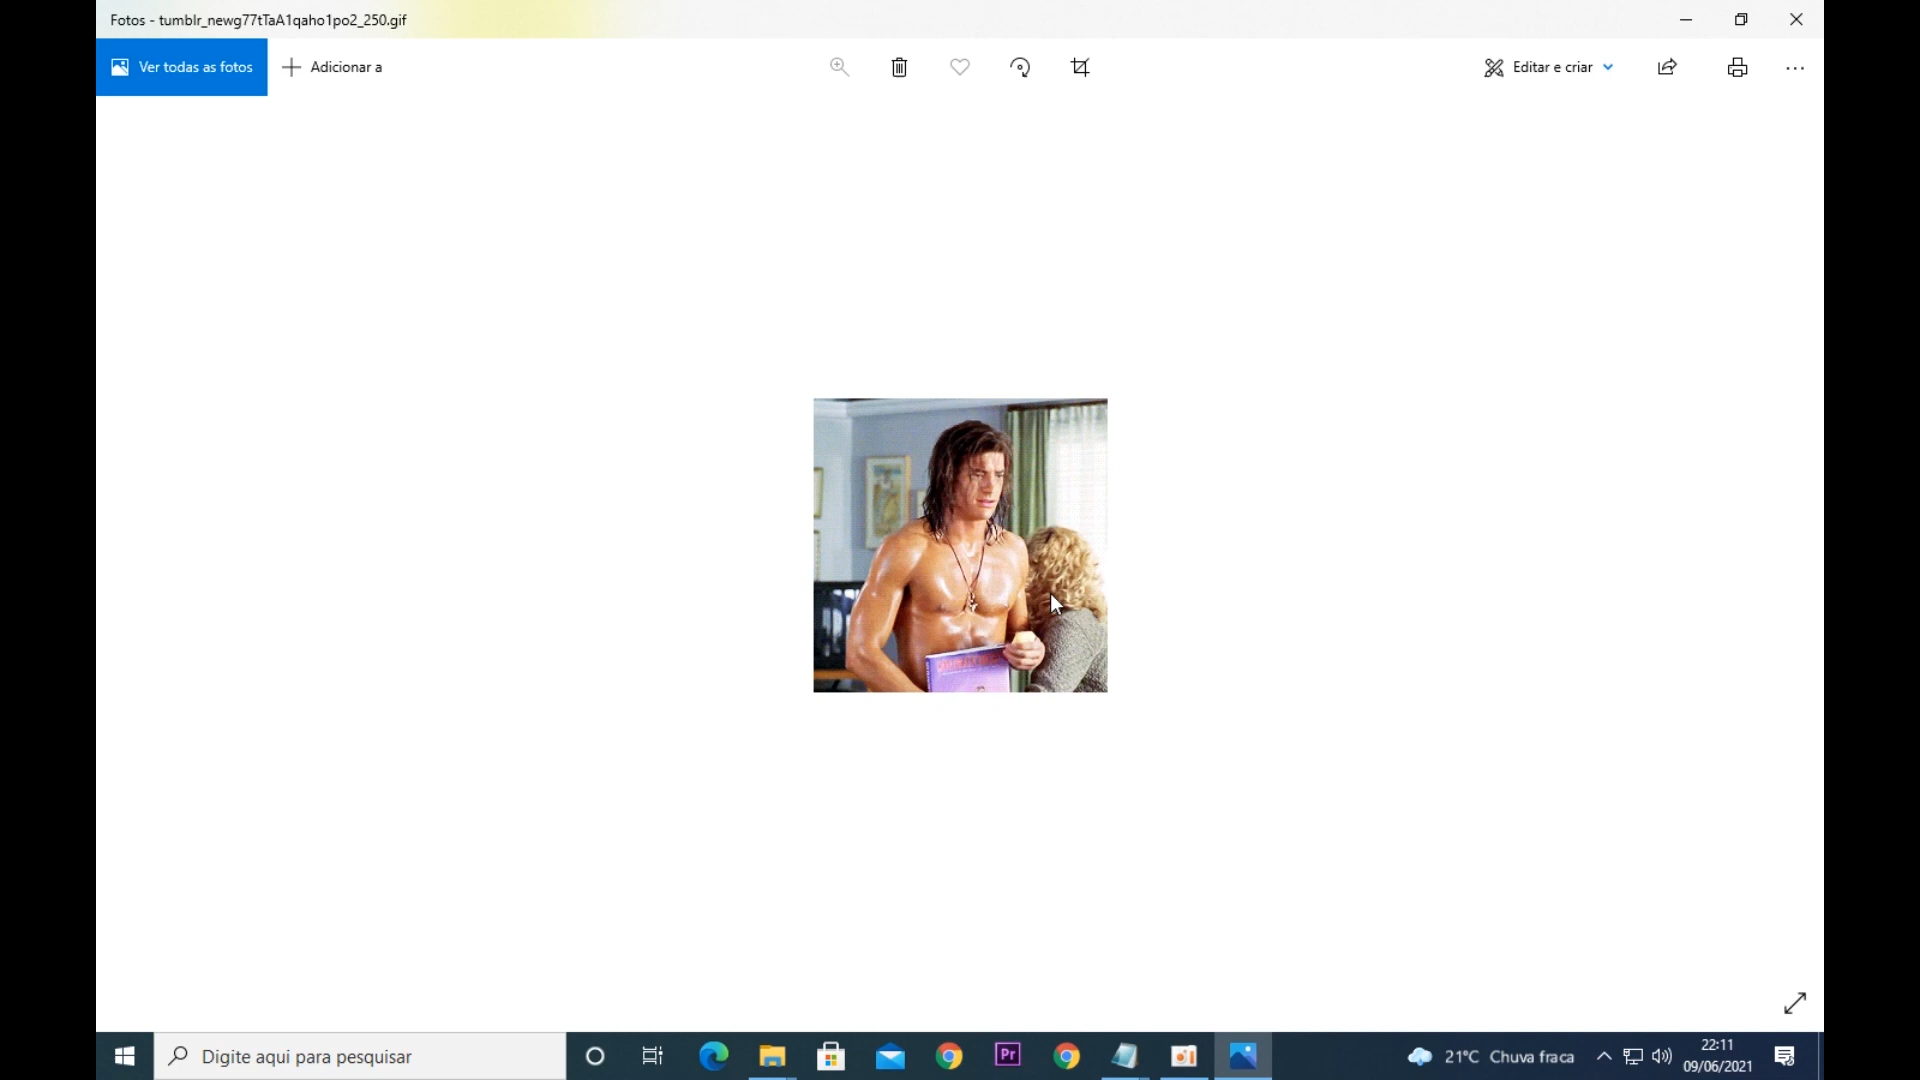 Fotos - tumblr_newg77tTaA1qaho1po2_250.gif
Ver todas as fotos
Adicionar a
Editar e criar
Digite aqui para pesquisar
Pr
21°C Chuva fraca
22:11
09/06/2021